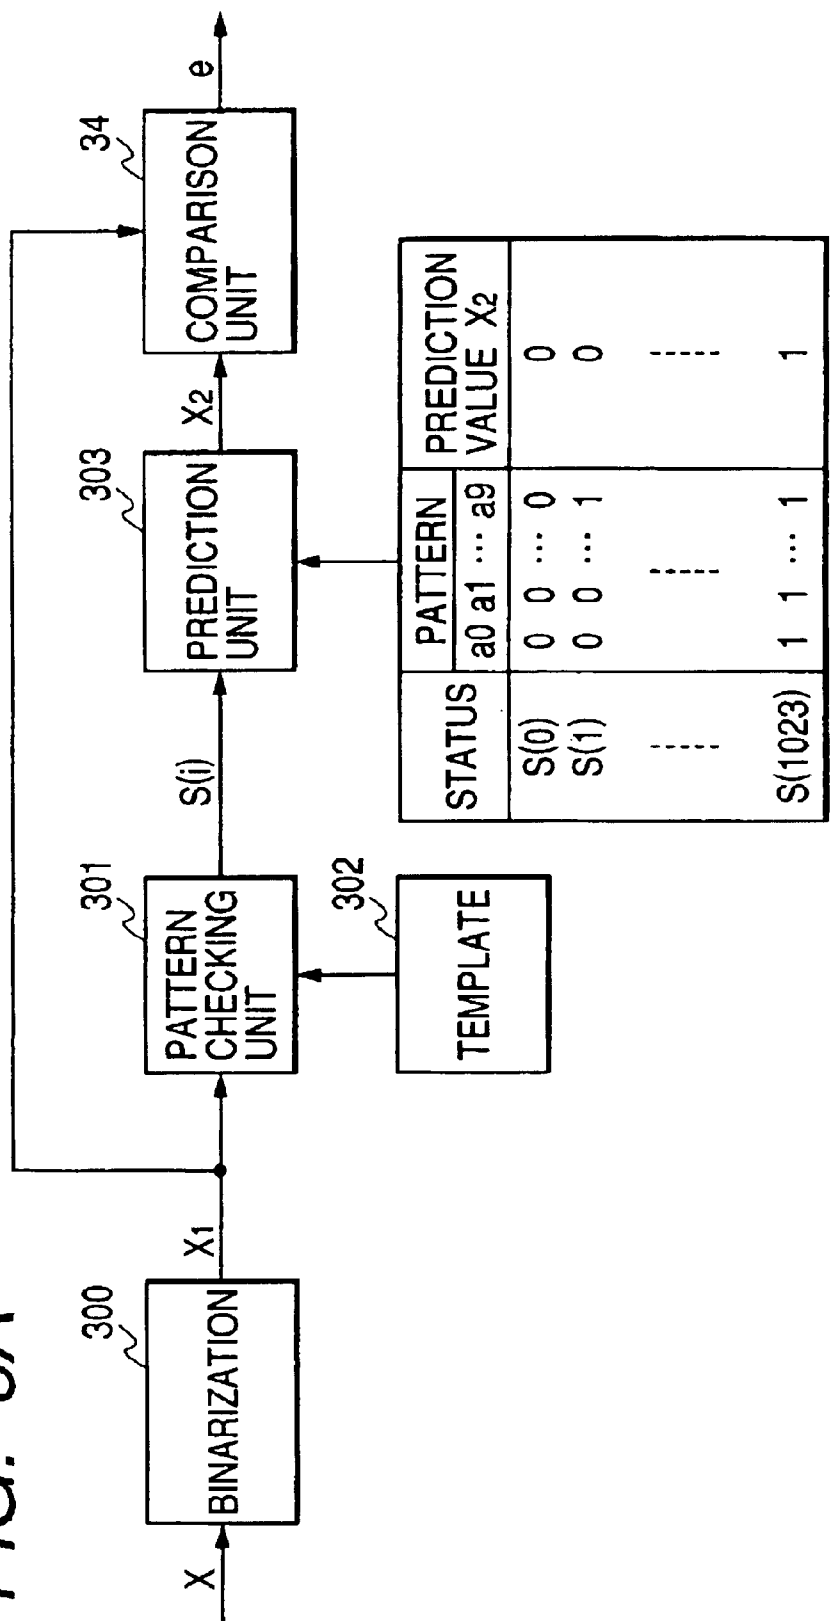 X
BINARIZATION
300
X1
PATTERN
CHECKING
UNIT
301
TEMPLATE
302
S(i)
PREDICTION
UNIT
303
X2
COMPARISON
UNIT
34
e
STATUS PATTERN PREDICTION
VALUE X2
a0 a1 ··· a9
S(0) 0 0 ··· 0 0
S(1) 0 0 ··· 1 0
S(1023) 1 1 ··· 1 1